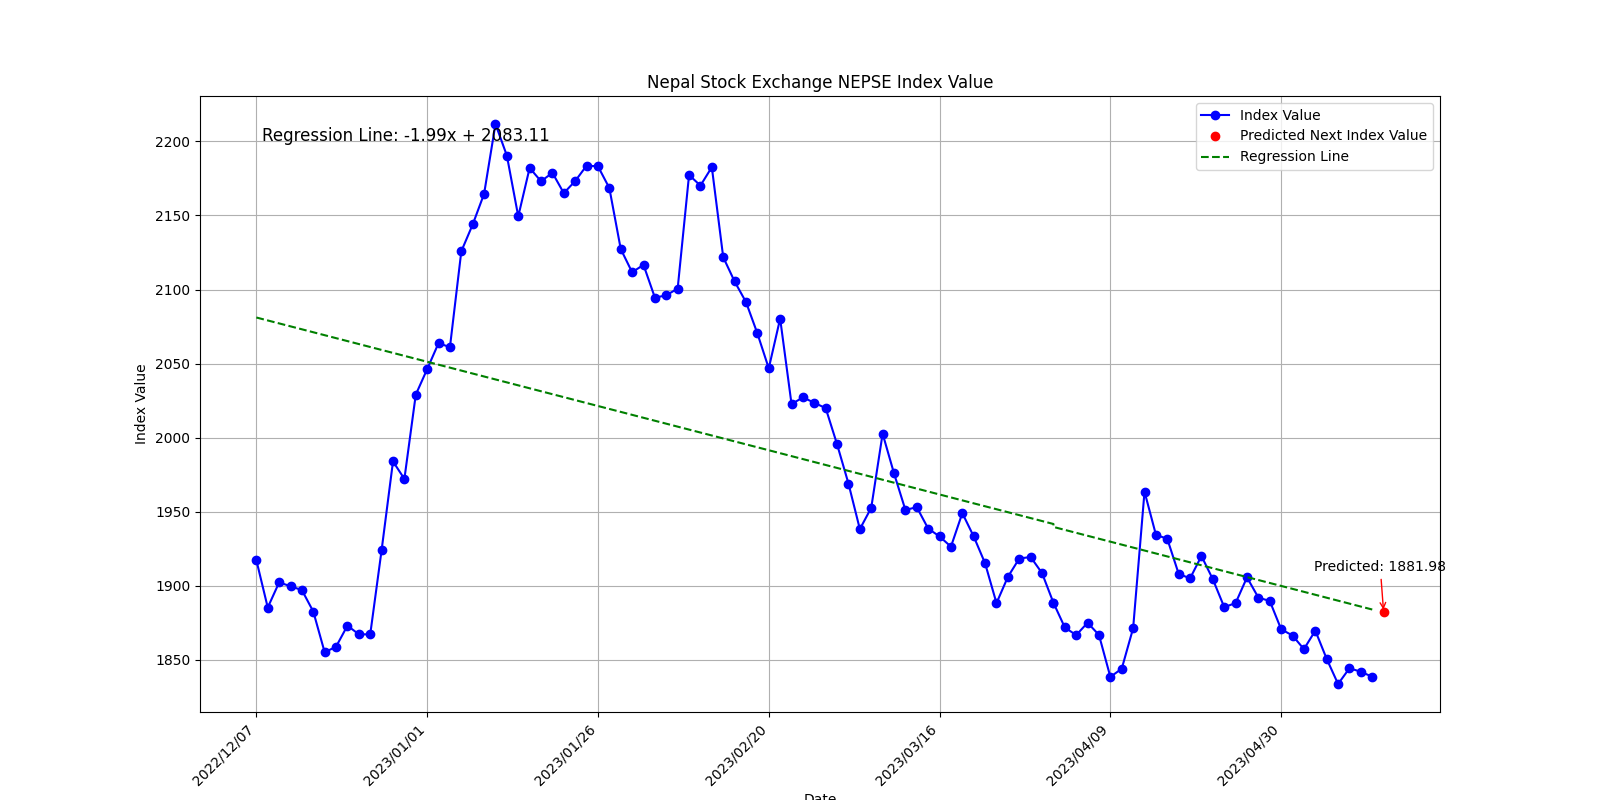 Nepal Stock Exchange NEPSE Index Value
Regression Line: -1.99x + 2083.11
Index Value
Predicted Next Index Value
Regression Line
2200
2150
2100
2050
2000
1950
1900
1850
Index Value
Predicted: 1881.98
2022/12/07
2023/01/01
2023/01/26
2023/02/20
2023/03/16
2023/04/09
2023/04/30
Date